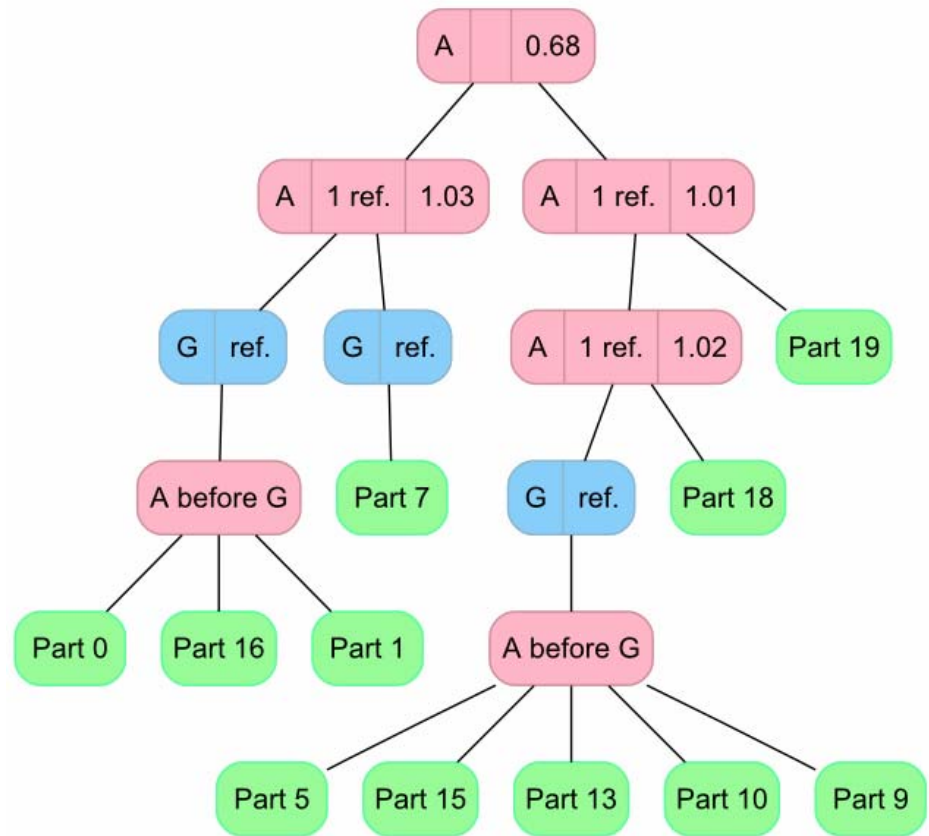 A 0.68
A 1 ref. 1.03 A 1 ref. 1.01
G ref. G ref. A 1 ref. 1.02 Part 19
A before G Part 7 G ref. Part 18
Part 0 Part 16 Part 1 A before G
Part 5 Part 15 Part 13 Part 10 Part 9